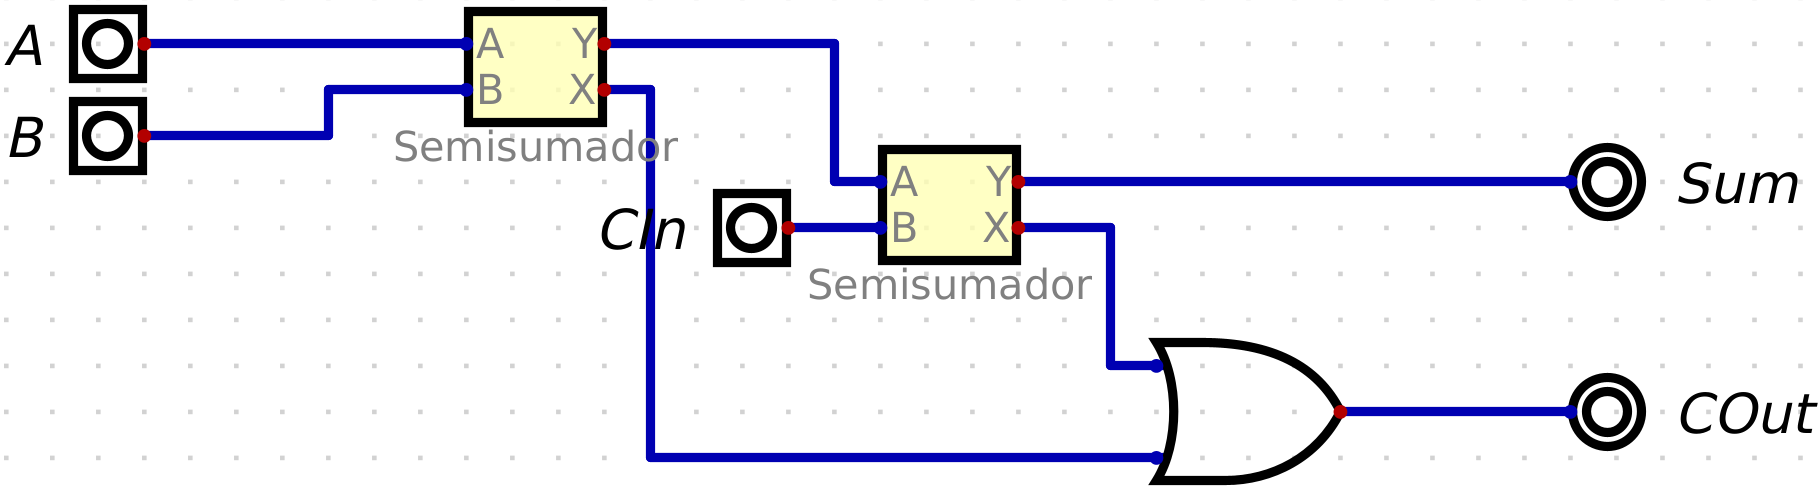 A
A Y
B X
B
Semisumador
A Y
Sum
CIn
B X
Semisumador
COut